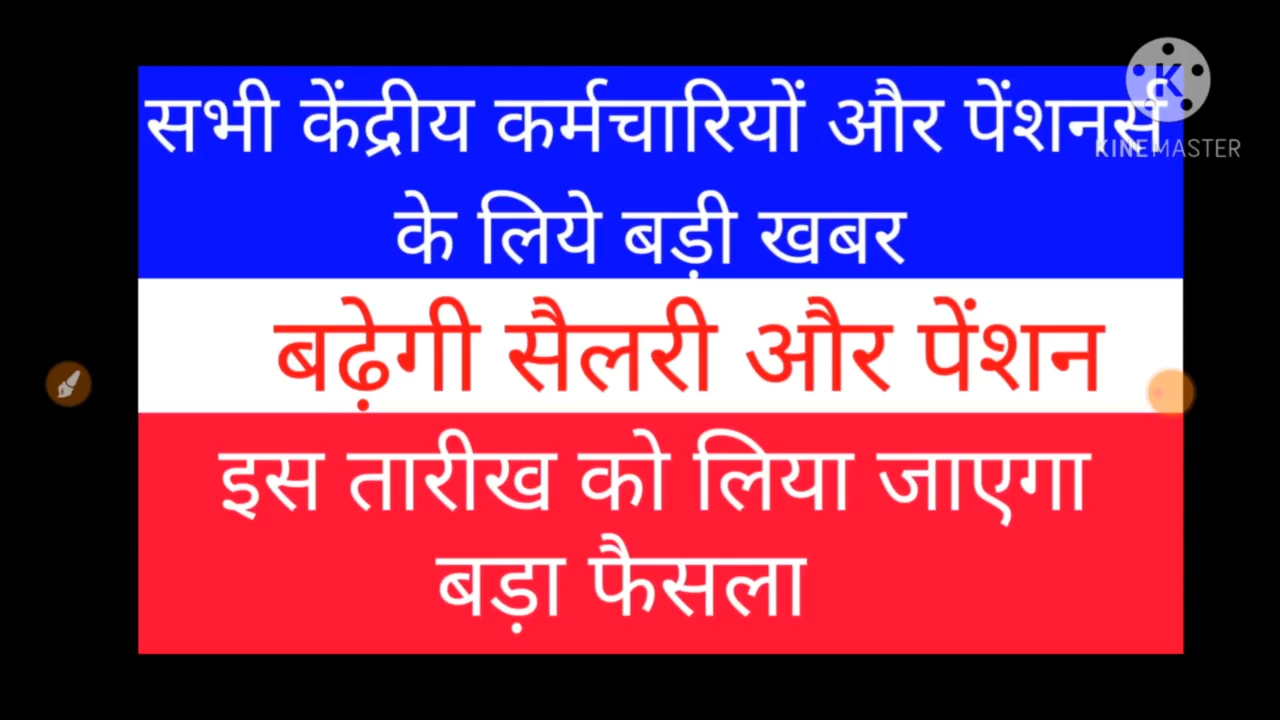 सभी केंद्रीय कर्मचारियों और पेंशनर्स
के लिये बड़ी खबर
बढ़ेगी सैलरी और पेंशन
इस तारीख को लिया जाएगा
बड़ा फैसला
K
KINEMASTER